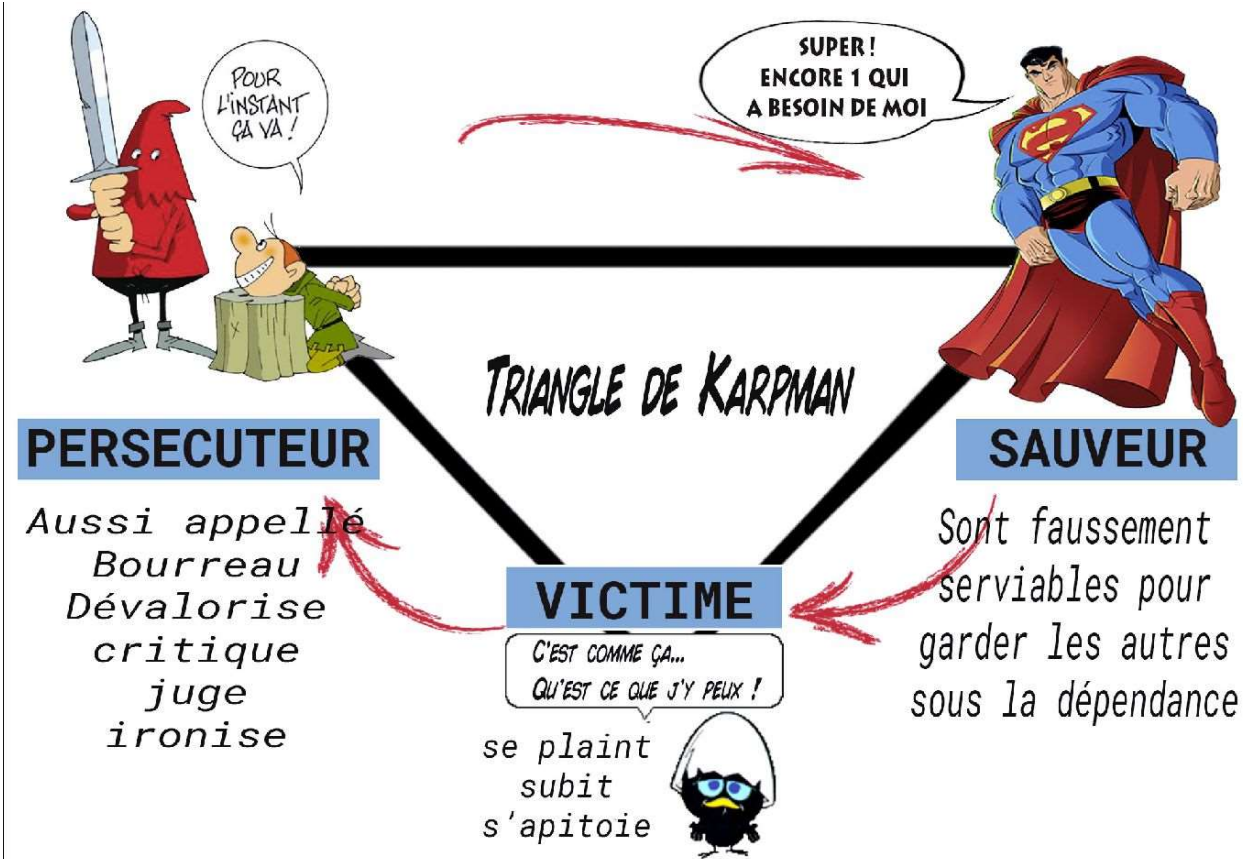 POUR
L'INSTANT
ÇA VA !
SUPER !
ENCORE 1 QUI
A BESOIN DE MOI
TRIANGLE DE KARPMAN
PERSECUTEUR
Aussi appellé
Bourreau
Dévalorise
critique
juge
ironise
SAUVEUR
Sont faussement
serviables pour
garder les autres
sous la dépendance
VICTIME
C'EST COMME ÇA...
QU'EST CE QUE J'Y PEUX !
se plaint
subit
s'apitoie